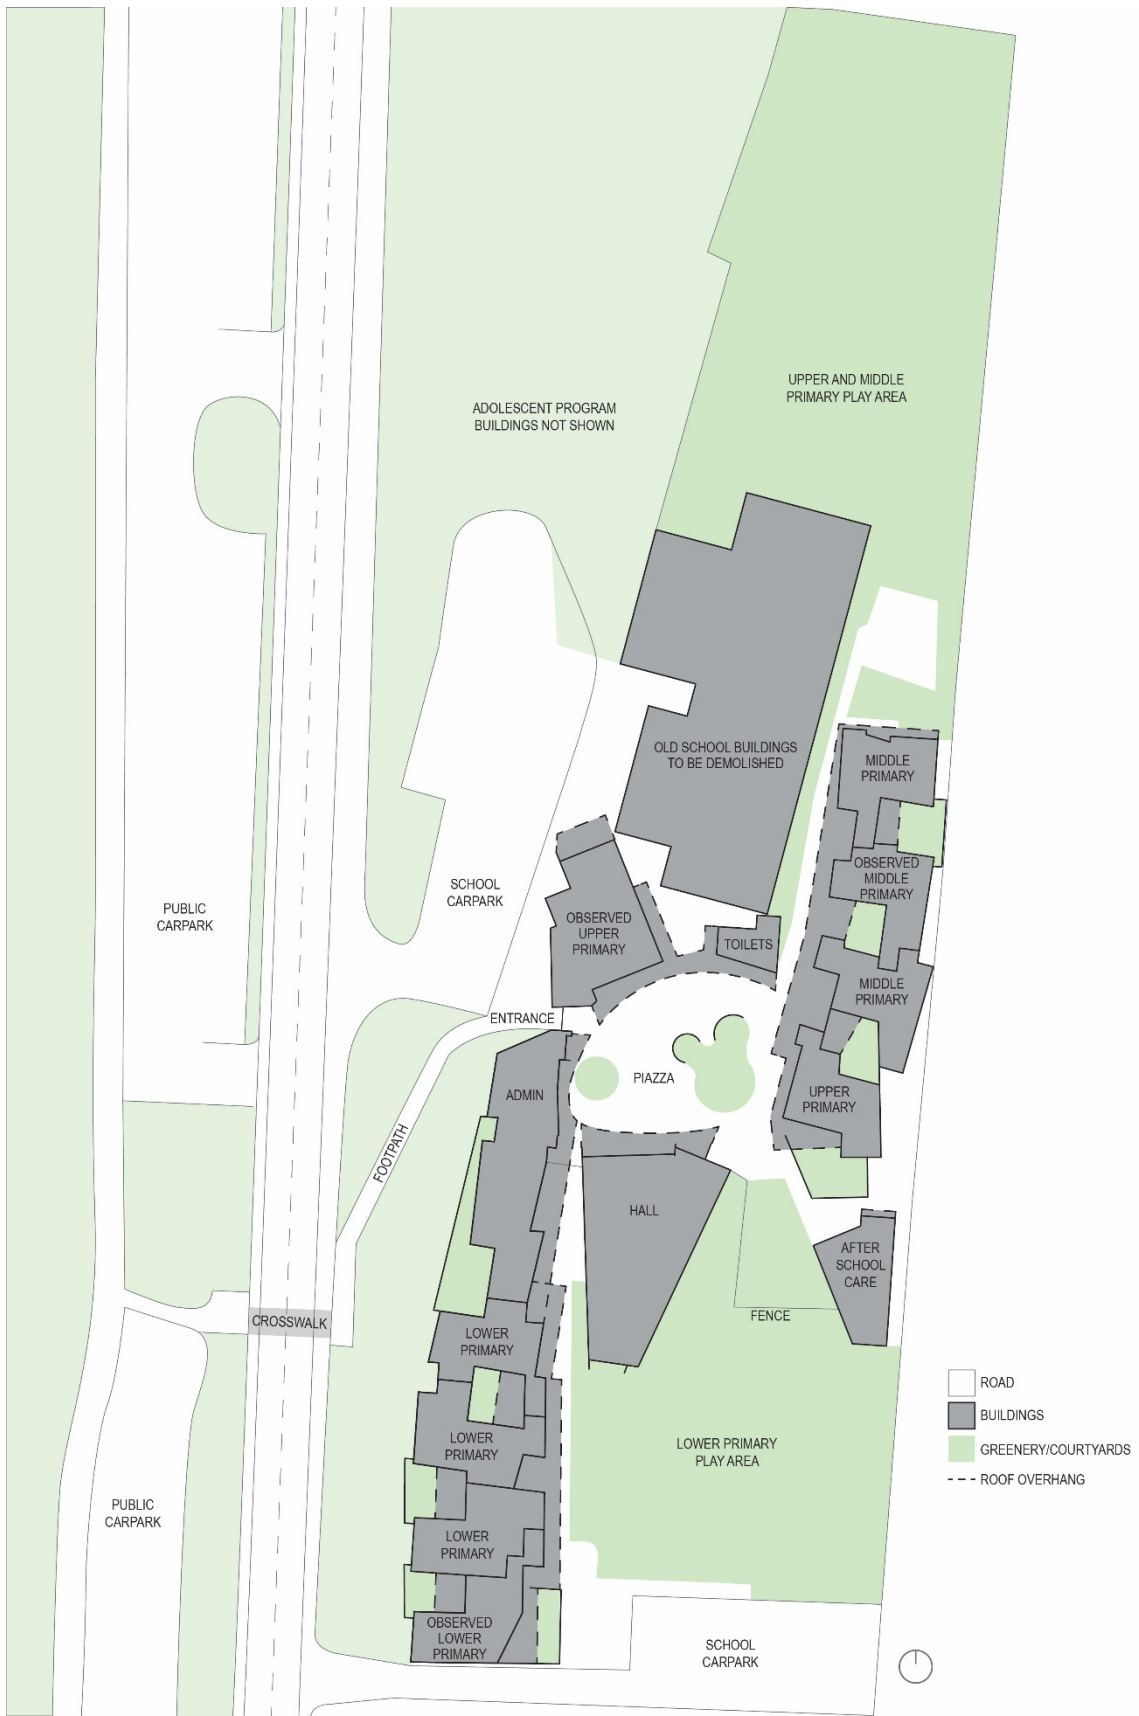 UPPER AND MIDDLE
PRIMARY PLAY AREA
ADOLESCENT PROGRAM
BUILDINGS NOT SHOWN
OLD SCHOOL BUILDINGS
TO BE DEMOLISHED
MIDDLE
PRIMARY
OBSERVED
MIDDLE
PRIMARY
SCHOOL
CARPARK
PUBLIC
CARPARK
OBSERVED
UPPER
PRIMARY
TOILETS
MIDDLE
PRIMARY
ENTRANCE
PIAZZA
ADMIN
UPPER
PRIMARY
FOOTPATH
HALL
AFTER
SCHOOL
CARE
FENCE
CROSSWALK
LOWER
PRIMARY
LOWER
PRIMARY
LOWER PRIMARY
PLAY AREA
PUBLIC
CARPARK
LOWER
PRIMARY
OBSERVED
LOWER
PRIMARY
SCHOOL
CARPARK
ROAD
BUILDINGS
GREENERY/COURTYARDS
ROOF OVERHANG